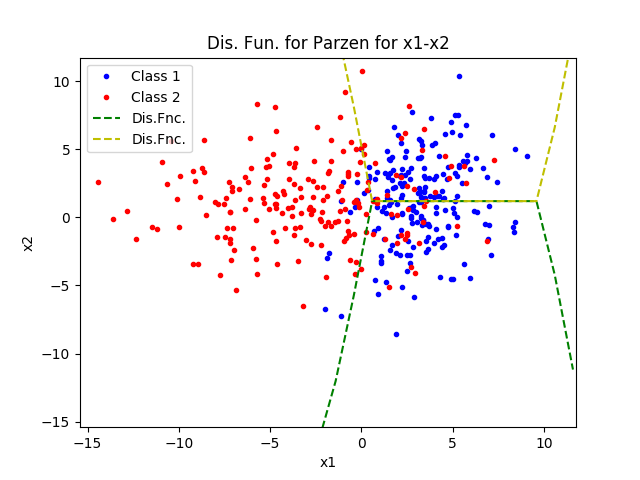 Dis. Fun. for Parzen for x1-x2
Class 1
Class 2
Dis.Fnc.
Dis.Fnc.
10
5
0
−5
−10
−15
x2
−15 −10 −5 0 5 10
x1